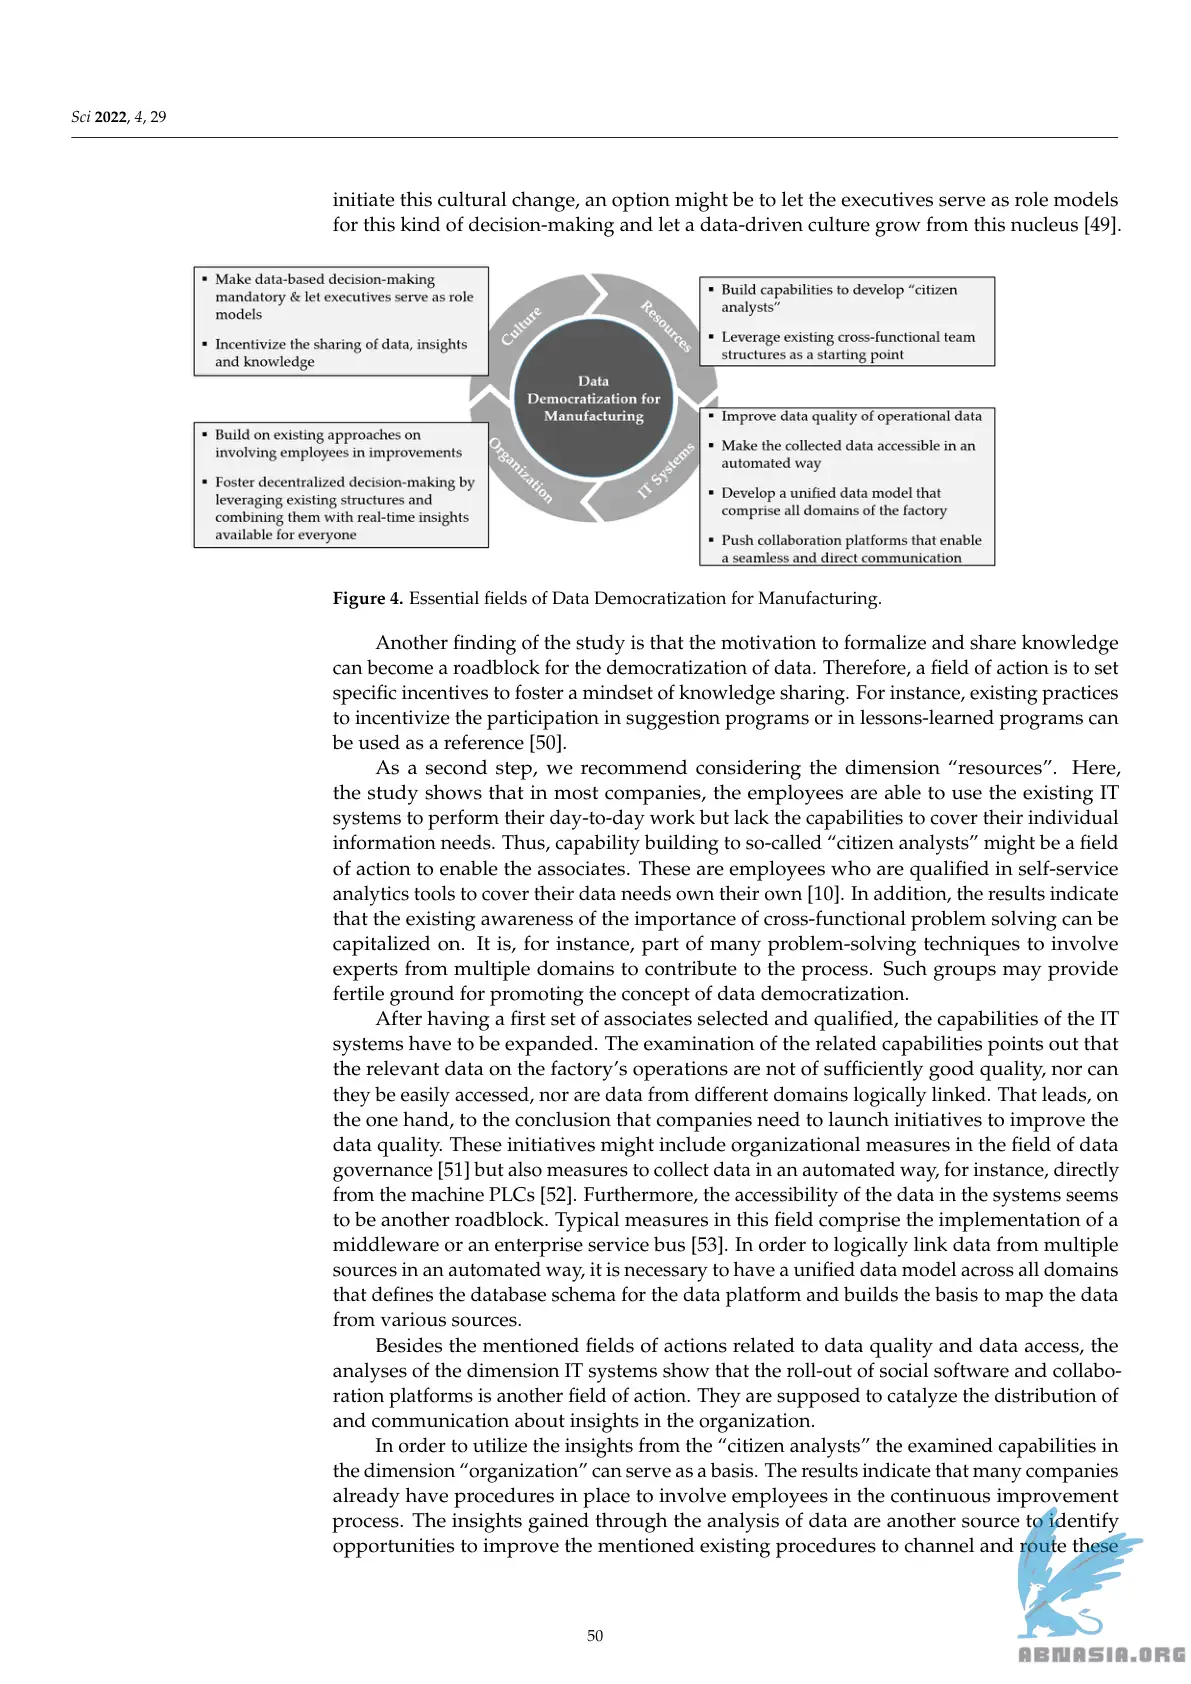 Sci 2022, 4, 29
initiate this cultural change, an option might be to let the executives serve as role models
for this kind of decision-making and let a data-driven culture grow from this nucleus [49].
▪ Make data-based decision-making
mandatory & let executives serve as role
models
▪ Incentivize the sharing of data, insights
and knowledge
Culture
Resources
▪ Build capabilities to develop “citizen
analysts”
▪ Leverage existing cross-functional team
structures as a starting point
Data
Democratization for
Manufacturing
▪ Build on existing approaches on
involving employees in improvements
▪ Foster decentralized decision-making by
leveraging existing structures and
combining them with real-time insights
available for everyone
Organization
IT Systems
▪ Improve data quality of operational data
▪ Make the collected data accessible in an
automated way
▪ Develop a unified data model that
comprise all domains of the factory
▪ Push collaboration platforms that enable
a seamless and direct communication
Figure 4. Essential fields of Data Democratization for Manufacturing.
Another finding of the study is that the motivation to formalize and share knowledge
can become a roadblock for the democratization of data. Therefore, a field of action is to set
specific incentives to foster a mindset of knowledge sharing. For instance, existing practices
to incentivize the participation in suggestion programs or in lessons-learned programs can
be used as a reference [50].
As a second step, we recommend considering the dimension “resources”. Here,
the study shows that in most companies, the employees are able to use the existing IT
systems to perform their day-to-day work but lack the capabilities to cover their individual
information needs. Thus, capability building to so-called “citizen analysts” might be a field
of action to enable the associates. These are employees who are qualified in self-service
analytics tools to cover their data needs own their own [10]. In addition, the results indicate
that the existing awareness of the importance of cross-functional problem solving can be
capitalized on. It is, for instance, part of many problem-solving techniques to involve
experts from multiple domains to contribute to the process. Such groups may provide
fertile ground for promoting the concept of data democratization.
After having a first set of associates selected and qualified, the capabilities of the IT
systems have to be expanded. The examination of the related capabilities points out that
the relevant data on the factory’s operations are not of sufficiently good quality, nor can
they be easily accessed, nor are data from different domains logically linked. That leads, on
the one hand, to the conclusion that companies need to launch initiatives to improve the
data quality. These initiatives might include organizational measures in the field of data
governance [51] but also measures to collect data in an automated way, for instance, directly
from the machine PLCs [52]. Furthermore, the accessibility of the data in the systems seems
to be another roadblock. Typical measures in this field comprise the implementation of a
middleware or an enterprise service bus [53]. In order to logically link data from multiple
sources in an automated way, it is necessary to have a unified data model across all domains
that defines the database schema for the data platform and builds the basis to map the data
from various sources.
Besides the mentioned fields of actions related to data quality and data access, the
analyses of the dimension IT systems show that the roll-out of social software and collabo-
ration platforms is another field of action. They are supposed to catalyze the distribution of
and communication about insights in the organization.
In order to utilize the insights from the “citizen analysts” the examined capabilities in
the dimension “organization” can serve as a basis. The results indicate that many companies
already have procedures in place to involve employees in the continuous improvement
process. The insights gained through the analysis of data are another source to identify
opportunities to improve the mentioned existing procedures to channel and route these
50
ABNASIA.ORG